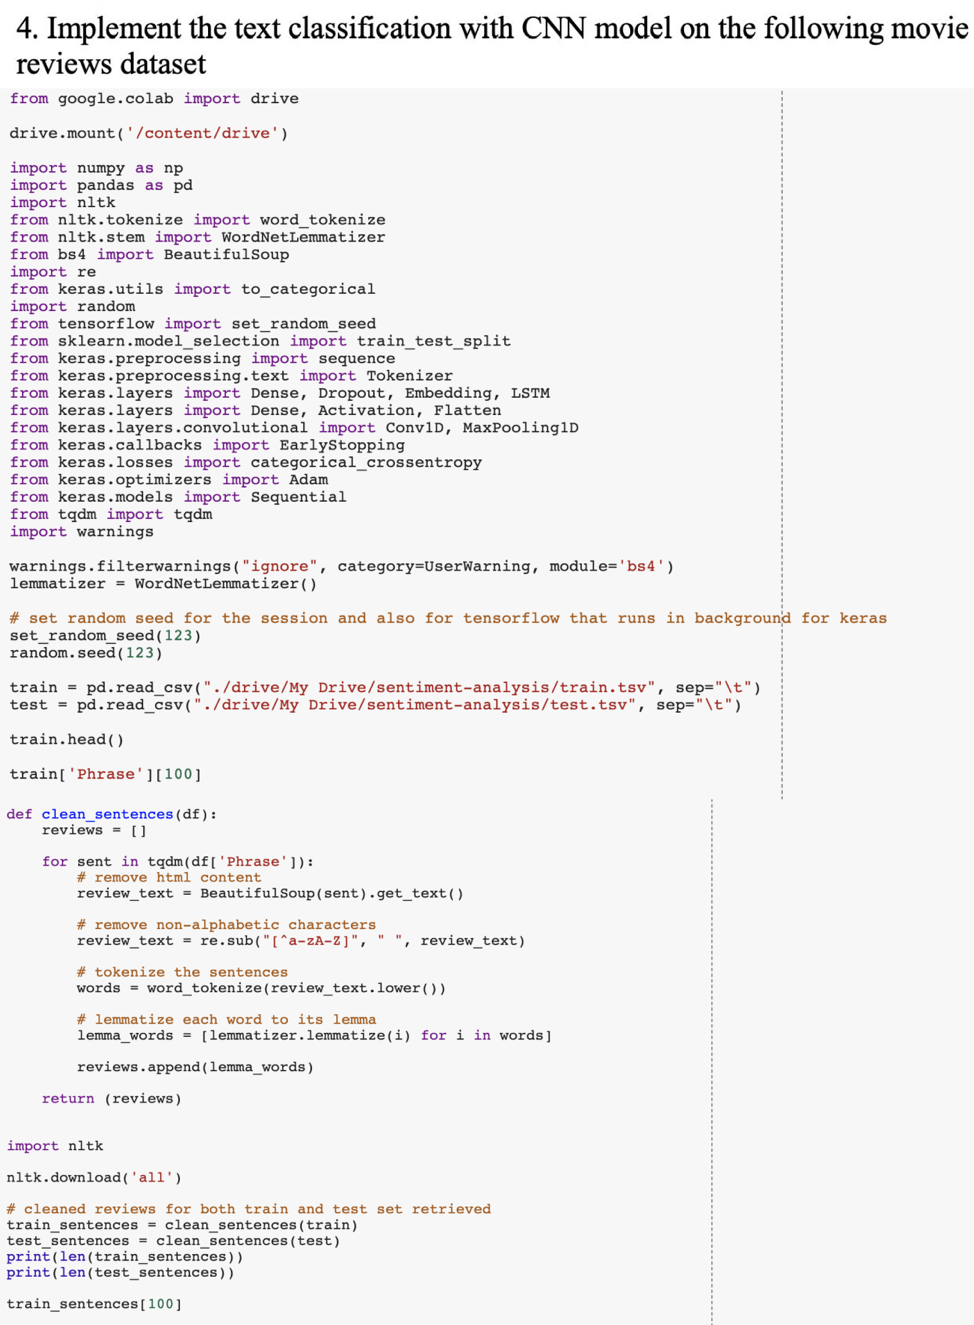 4. Implement the text classification with CNN model on the following movie
reviews dataset
from google.colab import drive
drive.mount('/content/drive')
import numpy as np
import pandas as pd
import nltk
from nltk.tokenize import word_tokenize
from nltk.stem import WordNetLemmatizer
from bs4 import BeautifulSoup
import re
from keras.utils import to_categorical
import random
from tensorflow import set_random_seed
from sklearn.model_selection import train_test_split
from keras.preprocessing import sequence
from keras.preprocessing.text import Tokenizer
from keras.layers import Dense, Dropout, Embedding, LSTM
from keras.layers import Dense, Activation, Flatten
from keras.layers.convolutional import Conv1D, MaxPooling1D
from keras.callbacks import EarlyStopping
from keras.losses import categorical_crossentropy
from keras.optimizers import Adam
from keras.models import Sequential
from tqdm import tqdm
import warnings
warnings.filterwarnings("ignore", category=UserWarning, module='bs4')
lemmatizer = WordNetLemmatizer()
# set random seed for the session and also for tensorflow that runs in background for keras
set_random_seed(123)
random.seed(123)
train = pd.read_csv("./drive/My Drive/sentiment-analysis/train.tsv", sep="\t")
test = pd.read_csv("./drive/My Drive/sentiment-analysis/test.tsv", sep="\t")
train.head()
train['Phrase'][100]
def clean_sentences(df):
    reviews = []
    for sent in tqdm(df['Phrase']):
        # remove html content
        review_text = BeautifulSoup(sent).get_text()
        # remove non-alphabetic characters
        review_text = re.sub("[^a-zA-Z]", " ", review_text)
        # tokenize the sentences
        words = word_tokenize(review_text.lower())
        # lemmatize each word to its lemma
        lemma_words = [lemmatizer.lemmatize(i) for i in words]
        reviews.append(lemma_words)
    return (reviews)
import nltk
nltk.download('all')
# cleaned reviews for both train and test set retrieved
train_sentences = clean_sentences(train)
test_sentences = clean_sentences(test)
print(len(train_sentences))
print(len(test_sentences))
train_sentences[100]